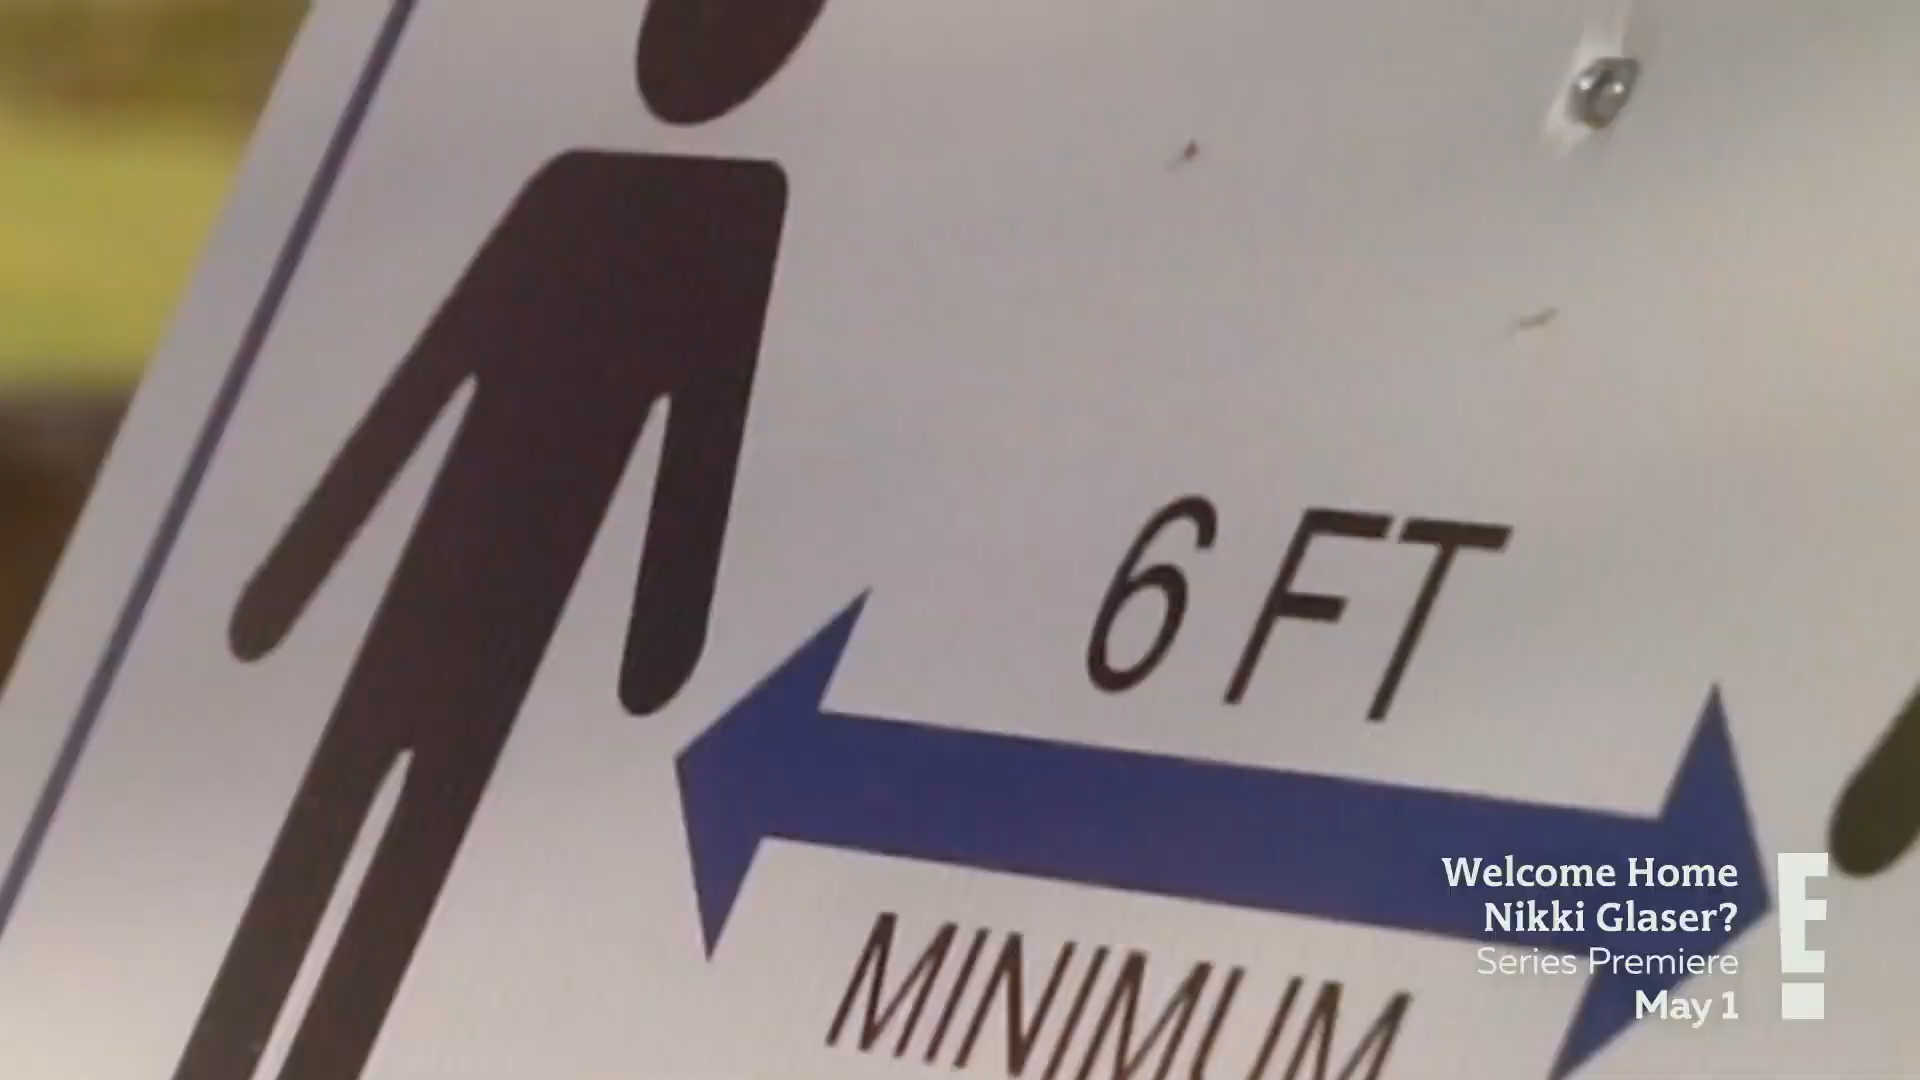 6 FT
MINIMUM
Welcome Home
Nikki Glaser?
Series Premiere
May 1
E!